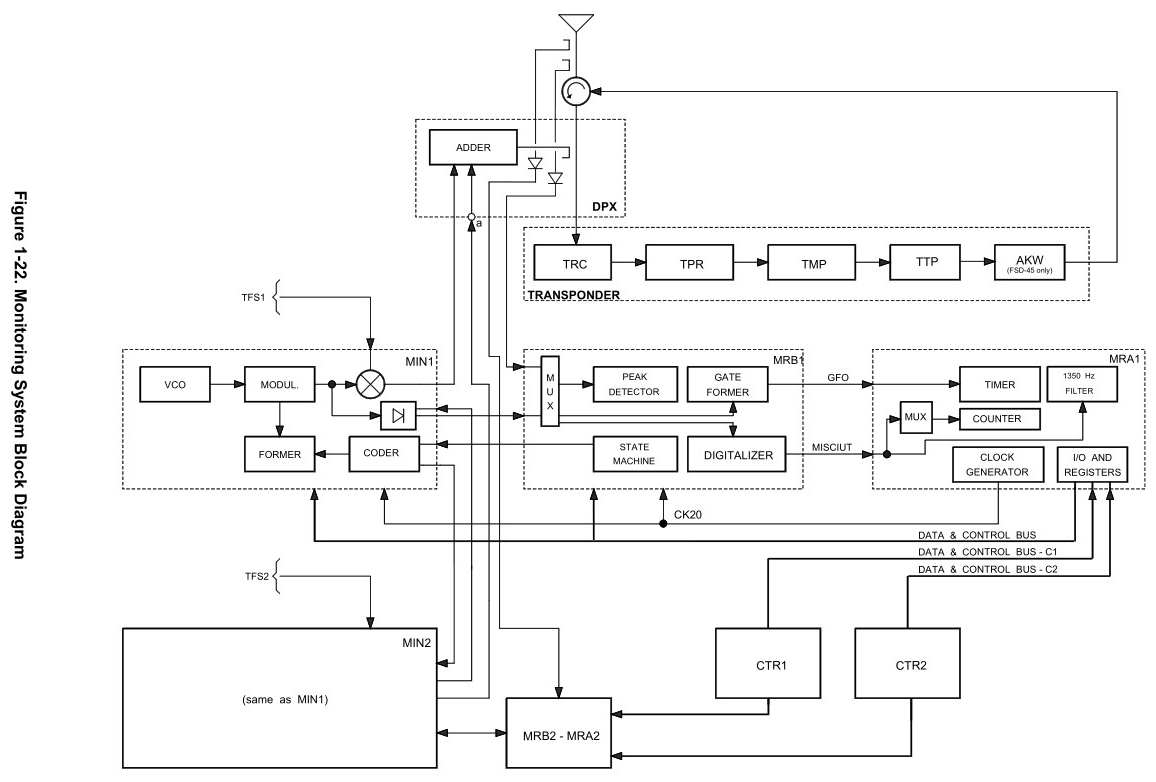 ADDER
DPX
a
TRC
TPR
TMP
TTP
AKW
(FSD-45 only)
TRANSPONDER
TFS1
MIN1
VCO
MODUL.
FORMER
CODER
MRB1
M
U
X
PEAK
DETECTOR
GATE
FORMER
STATE
MACHINE
DIGITALIZER
GFO
MISCIUT
MRA1
TIMER
1350 Hz
FILTER
MUX
COUNTER
CLOCK
GENERATOR
I/O AND
REGISTERS
CK20
DATA & CONTROL BUS
DATA & CONTROL BUS - C1
DATA & CONTROL BUS - C2
TFS2
MIN2
(same as MIN1)
MRB2 - MRA2
CTR1
CTR2
Figure 1-22. Monitoring System Block Diagram